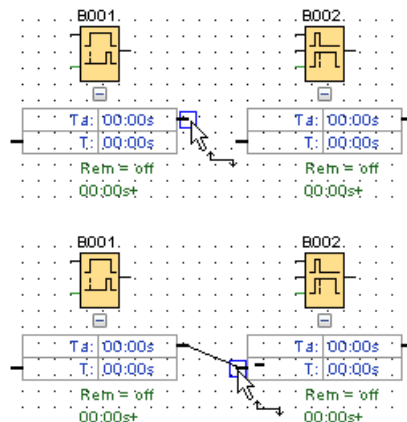 B001 B002
Ta: 00:00s Ta: 00:00s
T: 00:00s T: 00:00s
Rem = off Rem = off
00:00s+ 00:00s+
B001 B002
Ta: 00:00s Ta: 00:00s
T: 00:00s T: 00:00s
Rem = off Rem = off
00:00s+ 00:00s+